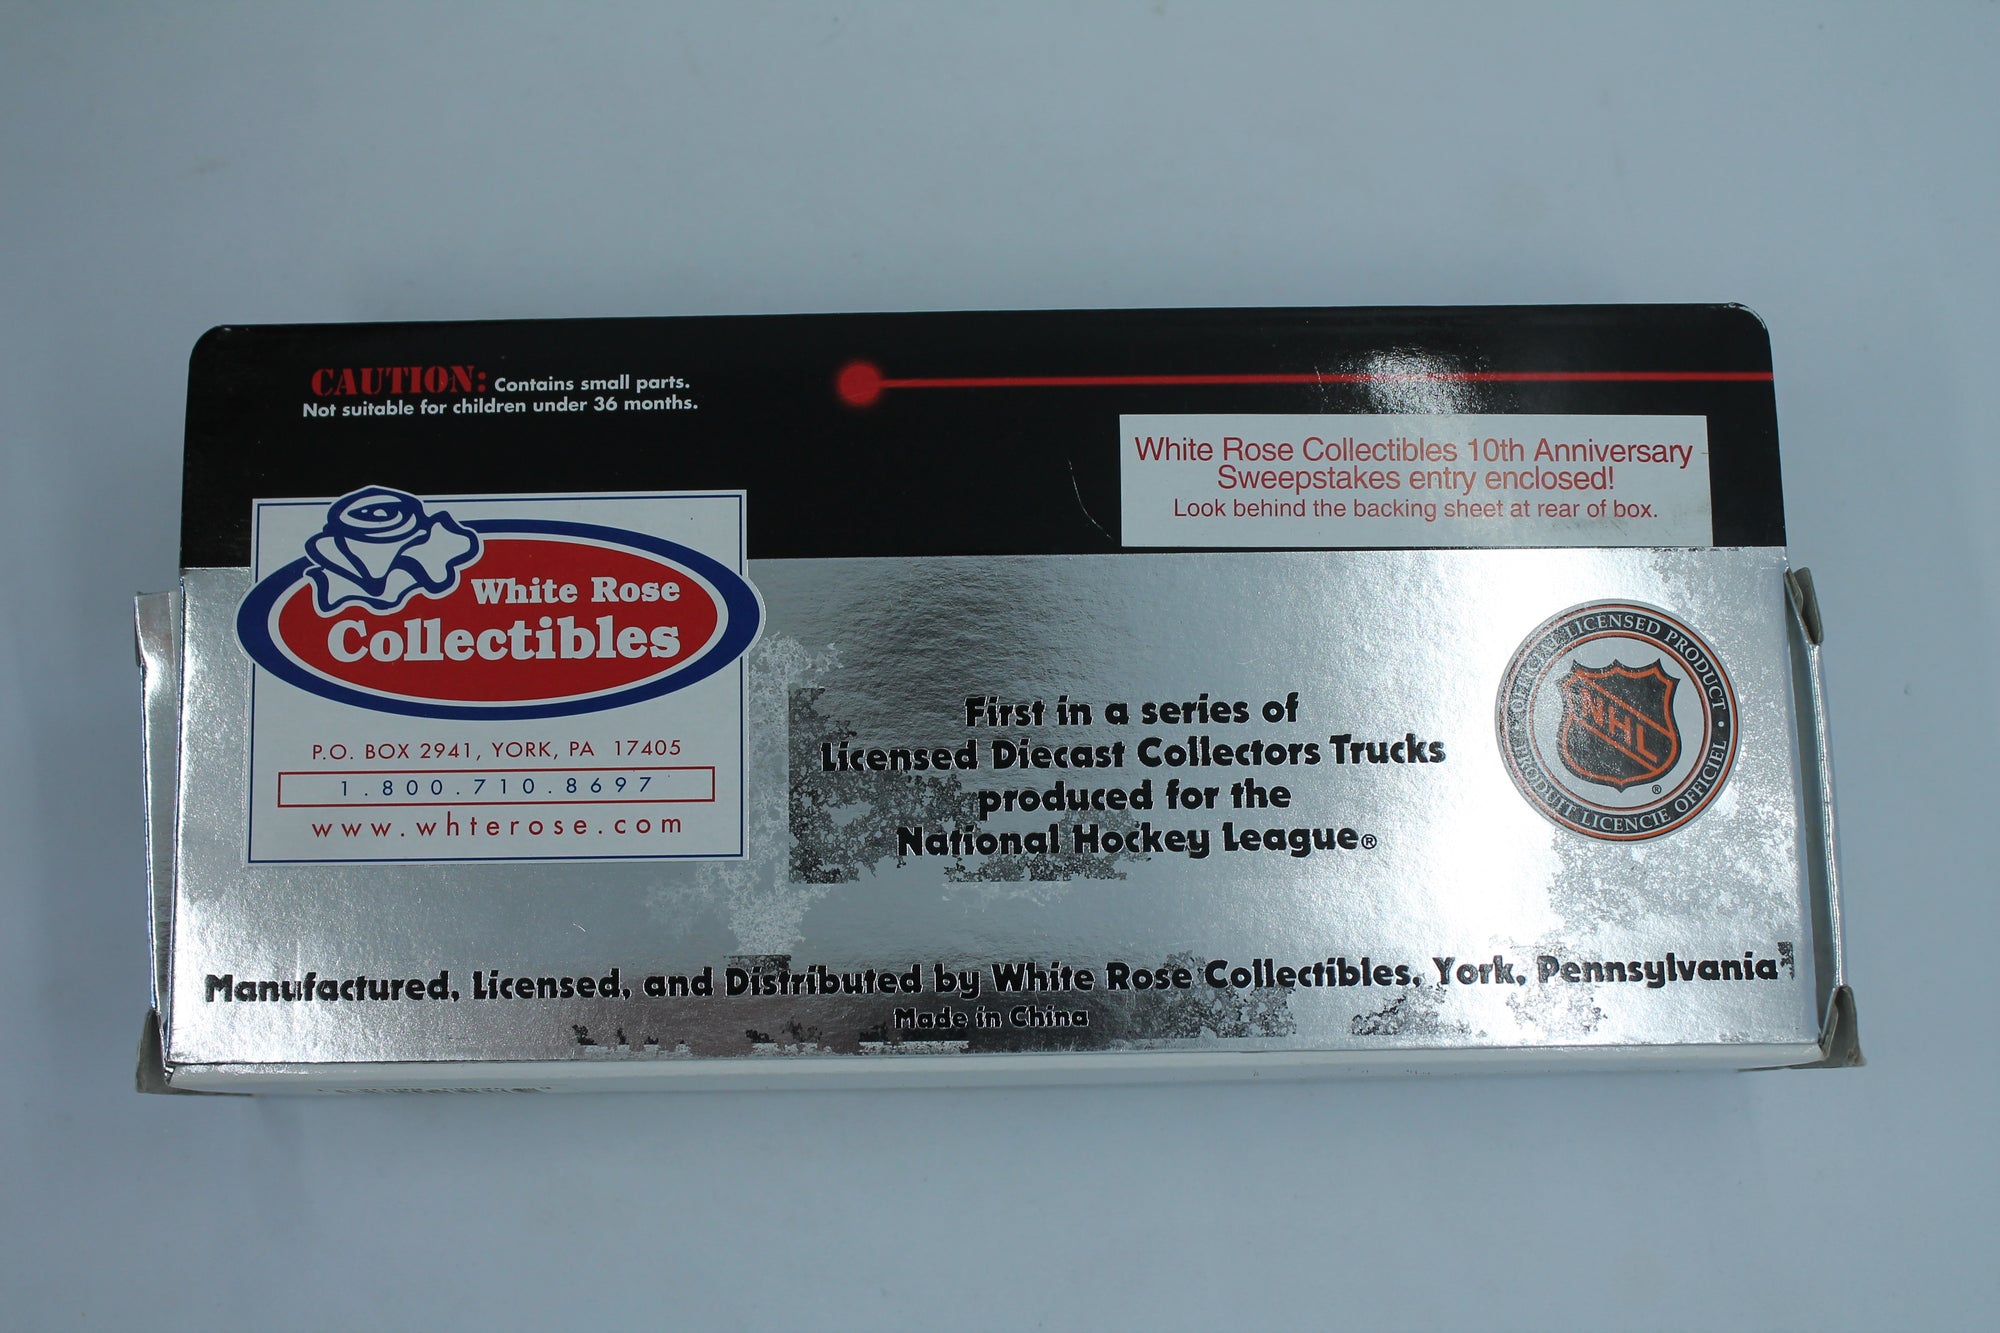 CAUTION: Contains small parts.
Not suitable for children under 36 months.
White Rose Collectibles 10th Anniversary
Sweepstakes entry enclosed!
Look behind the backing sheet at rear of box.
White Rose
Collectibles
P.O. BOX 2941, YORK, PA 17405
1.800.710.8697
www.whterose.com
First in a series of
Licensed Diecast Collectors Trucks
produced for the
National Hockey League®
OFFICIAL LICENSED PRODUCT •
NHL
®
PRODUIT LICENCIE OFFICIEL •
Manufactured, Licensed, and Distributed by White Rose Collectibles, York, Pennsylvania
Made in China